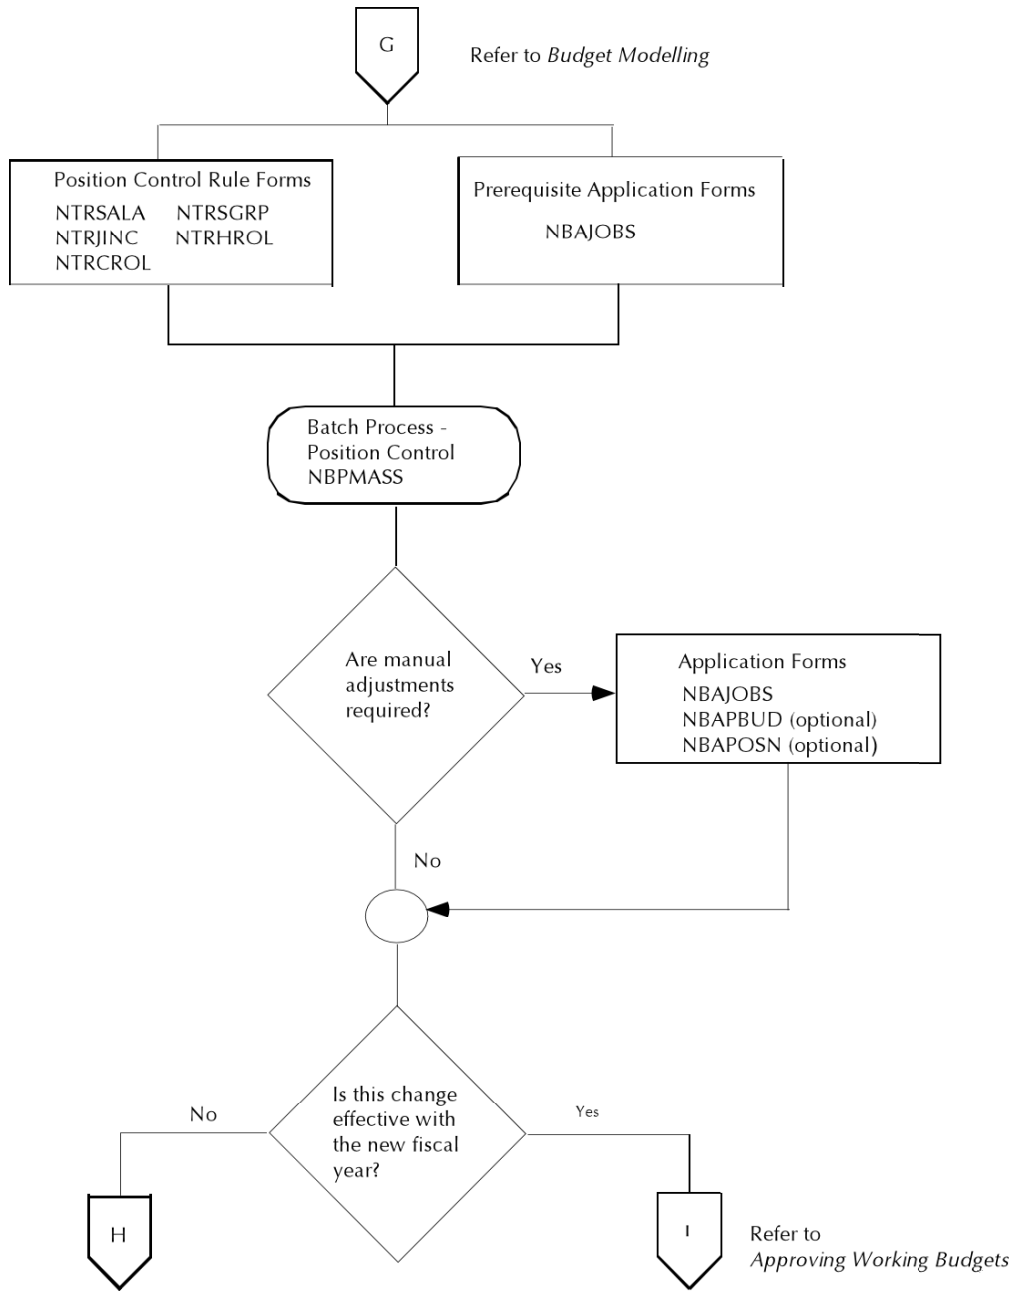 G
Refer to Budget Modelling
Position Control Rule Forms
NTRSALA NTRSGRP
NTRJINC NTRHROL
NTRCROL
Prerequisite Application Forms
NBAJOBS
Batch Process -
Position Control
NBPMASS
Are manual
adjustments
required?
Yes
Application Forms
NBAJOBS
NBAPBUD (optional)
NBAPOSN (optional)
No
Is this change
effective with
the new fiscal
year?
No
Yes
H
I
Refer to
Approving Working Budgets